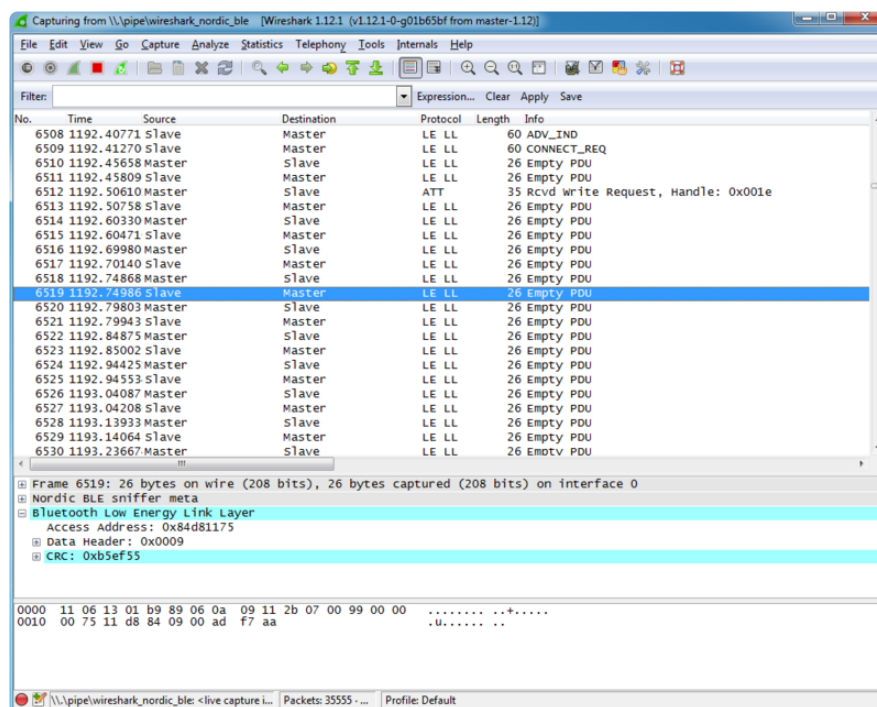 Capturing from \\.\pipe\wireshark_nordic_ble [Wireshark 1.12.1 (v1.12.1-0-g01b65bf from master-1.12)]
File Edit View Go Capture Analyze Statistics Telephony Tools Internals Help
Filter: Expression... Clear Apply Save
No. Time Source Destination Protocol Length Info
6508 1192.40771 Slave Master LE LL 60 ADV_IND
6509 1192.41270 Slave Master LE LL 60 CONNECT_REQ
6510 1192.45658 Master Slave LE LL 26 Empty PDU
6511 1192.45809 Slave Master LE LL 26 Empty PDU
6512 1192.50610 Master Slave ATT 35 Rcvd Write Request, Handle: 0x001e
6513 1192.50758 Slave Master LE LL 26 Empty PDU
6514 1192.60330 Master Slave LE LL 26 Empty PDU
6515 1192.60471 Slave Master LE LL 26 Empty PDU
6516 1192.69980 Master Slave LE LL 26 Empty PDU
6517 1192.70140 Slave Master LE LL 26 Empty PDU
6518 1192.74868 Master Slave LE LL 26 Empty PDU
6519 1192.74986 Slave Master LE LL 26 Empty PDU
6520 1192.79803 Master Slave LE LL 26 Empty PDU
6521 1192.79943 Slave Master LE LL 26 Empty PDU
6522 1192.84875 Master Slave LE LL 26 Empty PDU
6523 1192.85002 Slave Master LE LL 26 Empty PDU
6524 1192.94425 Master Slave LE LL 26 Empty PDU
6525 1192.94553 Slave Master LE LL 26 Empty PDU
6526 1193.04087 Master Slave LE LL 26 Empty PDU
6527 1193.04208 Slave Master LE LL 26 Empty PDU
6528 1193.13933 Master Slave LE LL 26 Empty PDU
6529 1193.14064 Slave Master LE LL 26 Empty PDU
6530 1193.23667 Master Slave LE LL 26 Empty PDU
Frame 6519: 26 bytes on wire (208 bits), 26 bytes captured (208 bits) on interface 0
Nordic BLE sniffer meta
Bluetooth Low Energy Link Layer
Access Address: 0x84d81175
Data Header: 0x0009
CRC: 0xb5ef55
0000 11 06 13 01 b9 89 06 0a 09 11 2b 07 00 99 00 00 ........ ..+.....
0010 00 75 11 d8 84 09 00 ad f7 aa .u...... ..
\\.\pipe\wireshark_nordic_ble: <live capture i... Packets: 35555 - ... Profile: Default